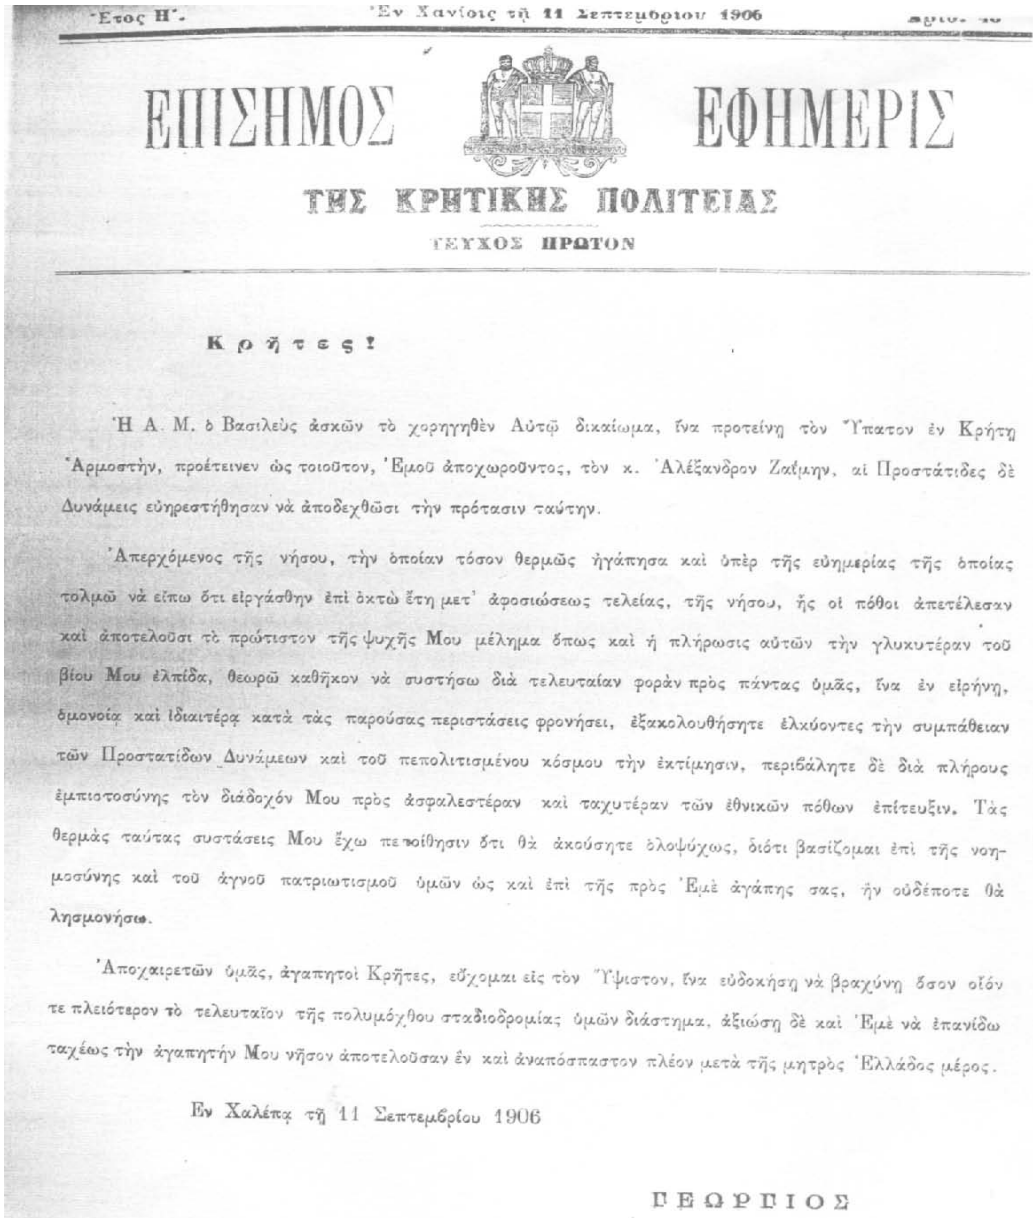 Ἔτος Η΄.
Ἐν Χανίοις τῇ 11 Σεπτεμβρίου 1906
ΕΠΙΣΗΜΟΣ ΕΦΗΜΕΡΙΣ
ΤΗΣ ΚΡΗΤΙΚΗΣ ΠΟΛΙΤΕΙΑΣ
ΤΕΥΧΟΣ ΠΡΩΤΟΝ
Κρῆτες!
Ἡ Α. Μ. ὁ Βασιλεὺς ἀσκῶν τὸ χορηγηθὲν Αὐτῷ δικαίωμα, ἵνα προτείνῃ τὸν Ὕπατον ἐν Κρήτῃ
Ἁρμοστὴν, προέτεινεν ὡς τοιοῦτον, Ἐμοῦ ἀποχωροῦντος, τὸν κ. Ἀλέξανδρον Ζαΐμην, αἱ Προστάτιδες δὲ
Δυνάμεις εὐηρεστήθησαν νὰ ἀποδεχθῶσι τὴν πρότασιν ταύτην.
Ἀπερχόμενος τῆς νήσου, τὴν ὁποίαν τόσον θερμῶς ἠγάπησα καὶ ὑπὲρ τῆς εὐημερίας τῆς ὁποίας
τολμῶ νὰ εἴπω ὅτι εἰργάσθην ἐπὶ ὀκτὼ ἔτη μετ' ἀφοσιώσεως τελείας, τῆς νήσου, ἧς οἱ πόθοι ἀπετέλεσαν
καὶ ἀποτελοῦσι τὸ πρώτιστον τῆς ψυχῆς Μου μέλημα ὅπως καὶ ἡ πλήρωσις αὐτῶν τὴν γλυκυτέραν τοῦ
βίου Μου ἐλπίδα, θεωρῶ καθῆκον νὰ συστήσω διὰ τελευταίαν φορὰν πρὸς πάντας ὑμᾶς, ἵνα ἐν εἰρήνῃ,
ὁμονοίᾳ καὶ ἰδιαιτέρᾳ κατὰ τὰς παρούσας περιστάσεις φρονήσει, ἐξακολουθήσητε ἑλκύοντες τὴν συμπάθειαν
τῶν Προστατίδων Δυνάμεων καὶ τοῦ πεπολιτισμένου κόσμου τὴν ἐκτίμησιν, περιβάλητε δὲ διὰ πλήρους
ἐμπιστοσύνης τὸν διάδοχόν Μου πρὸς ἀσφαλεστέραν καὶ ταχυτέραν τῶν ἐθνικῶν πόθων ἐπίτευξιν. Τὰς
θερμὰς ταύτας συστάσεις Μου ἔχω πεποίθησιν ὅτι θὰ ἀκούσητε ὁλοψύχως, διότι βασίζομαι ἐπὶ τῆς νοη-
μοσύνης καὶ τοῦ ἁγνοῦ πατριωτισμοῦ ὑμῶν ὡς καὶ ἐπὶ τῆς πρὸς Ἐμὲ ἀγάπης σας, ἣν οὐδέποτε θὰ
λησμονήσω.
Ἀποχαιρετῶν ὑμᾶς, ἀγαπητοὶ Κρῆτες, εὔχομαι εἰς τὸν Ὕψιστον, ἵνα εὐδοκήσῃ νὰ βραχύνῃ ὅσον οἷόν
τε πλειότερον τὸ τελευταῖον τῆς πολυμόχθου σταδιοδρομίας ὑμῶν διάστημα, ἀξιώσῃ δὲ καὶ Ἐμὲ νὰ ἐπανίδω
ταχέως τὴν ἀγαπητήν Μου νῆσον ἀποτελοῦσαν ἓν καὶ ἀναπόσπαστον πλέον μετὰ τῆς μητρὸς Ἑλλάδος μέρος.
Εν Χαλέπᾳ τῇ 11 Σεπτεμβρίου 1906
ΓΕΩΡΓΙΟΣ